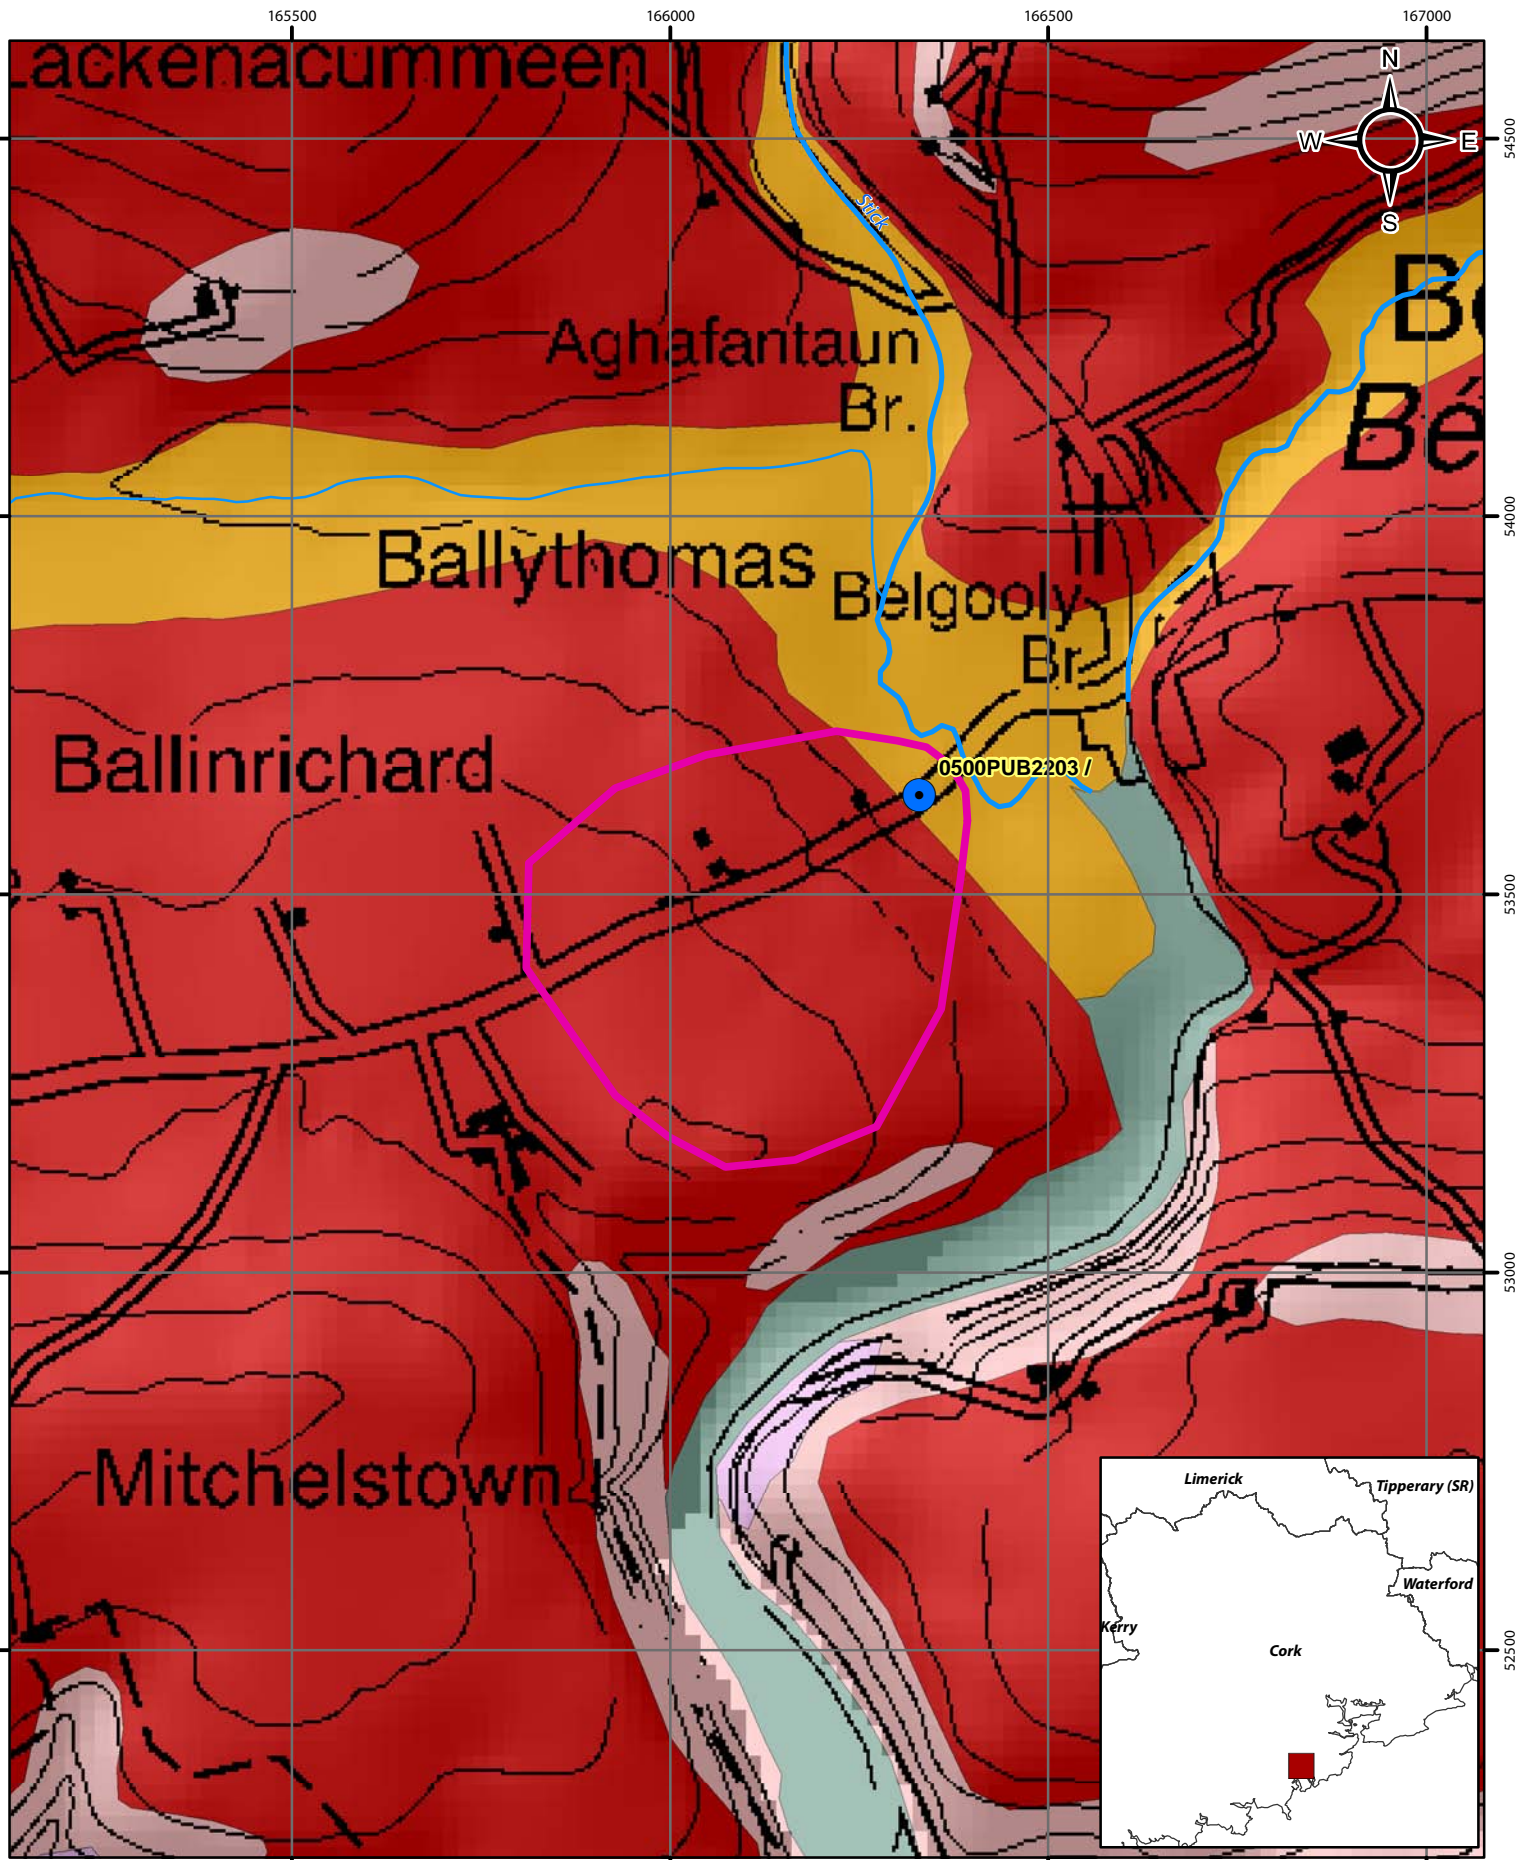 165500 166000 166500 167000
Lackenacummeen
N
W E
S
54500
Stick
Aghafantaun
Br.
Be
Bé
54000
Ballythomas
Belgooly
Br
Ballinrichard
0500PUB2203 /
53500
53000
Mitchelstown
Limerick
Tipperary (SR)
Waterford
Kerry
Cork
52500